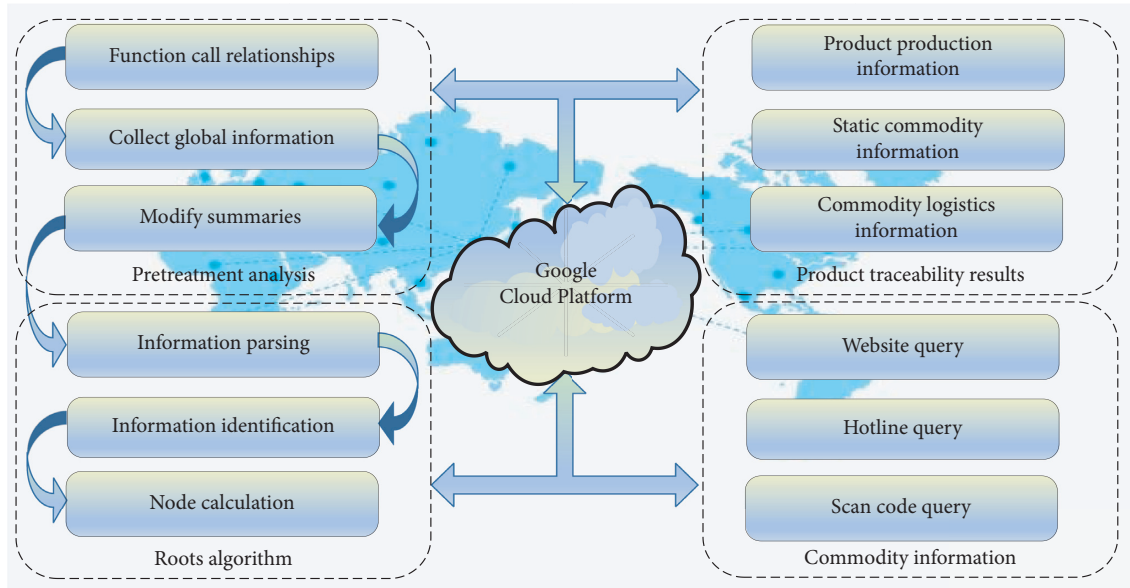 Function call relationships
Collect global information
Modify summaries
Pretreatment analysis
Information parsing
Information identification
Node calculation
Roots algorithm
Google
Cloud Platform
Product production
information
Static commodity
information
Commodity logistics
information
Product traceability results
Website query
Hotline query
Scan code query
Commodity information